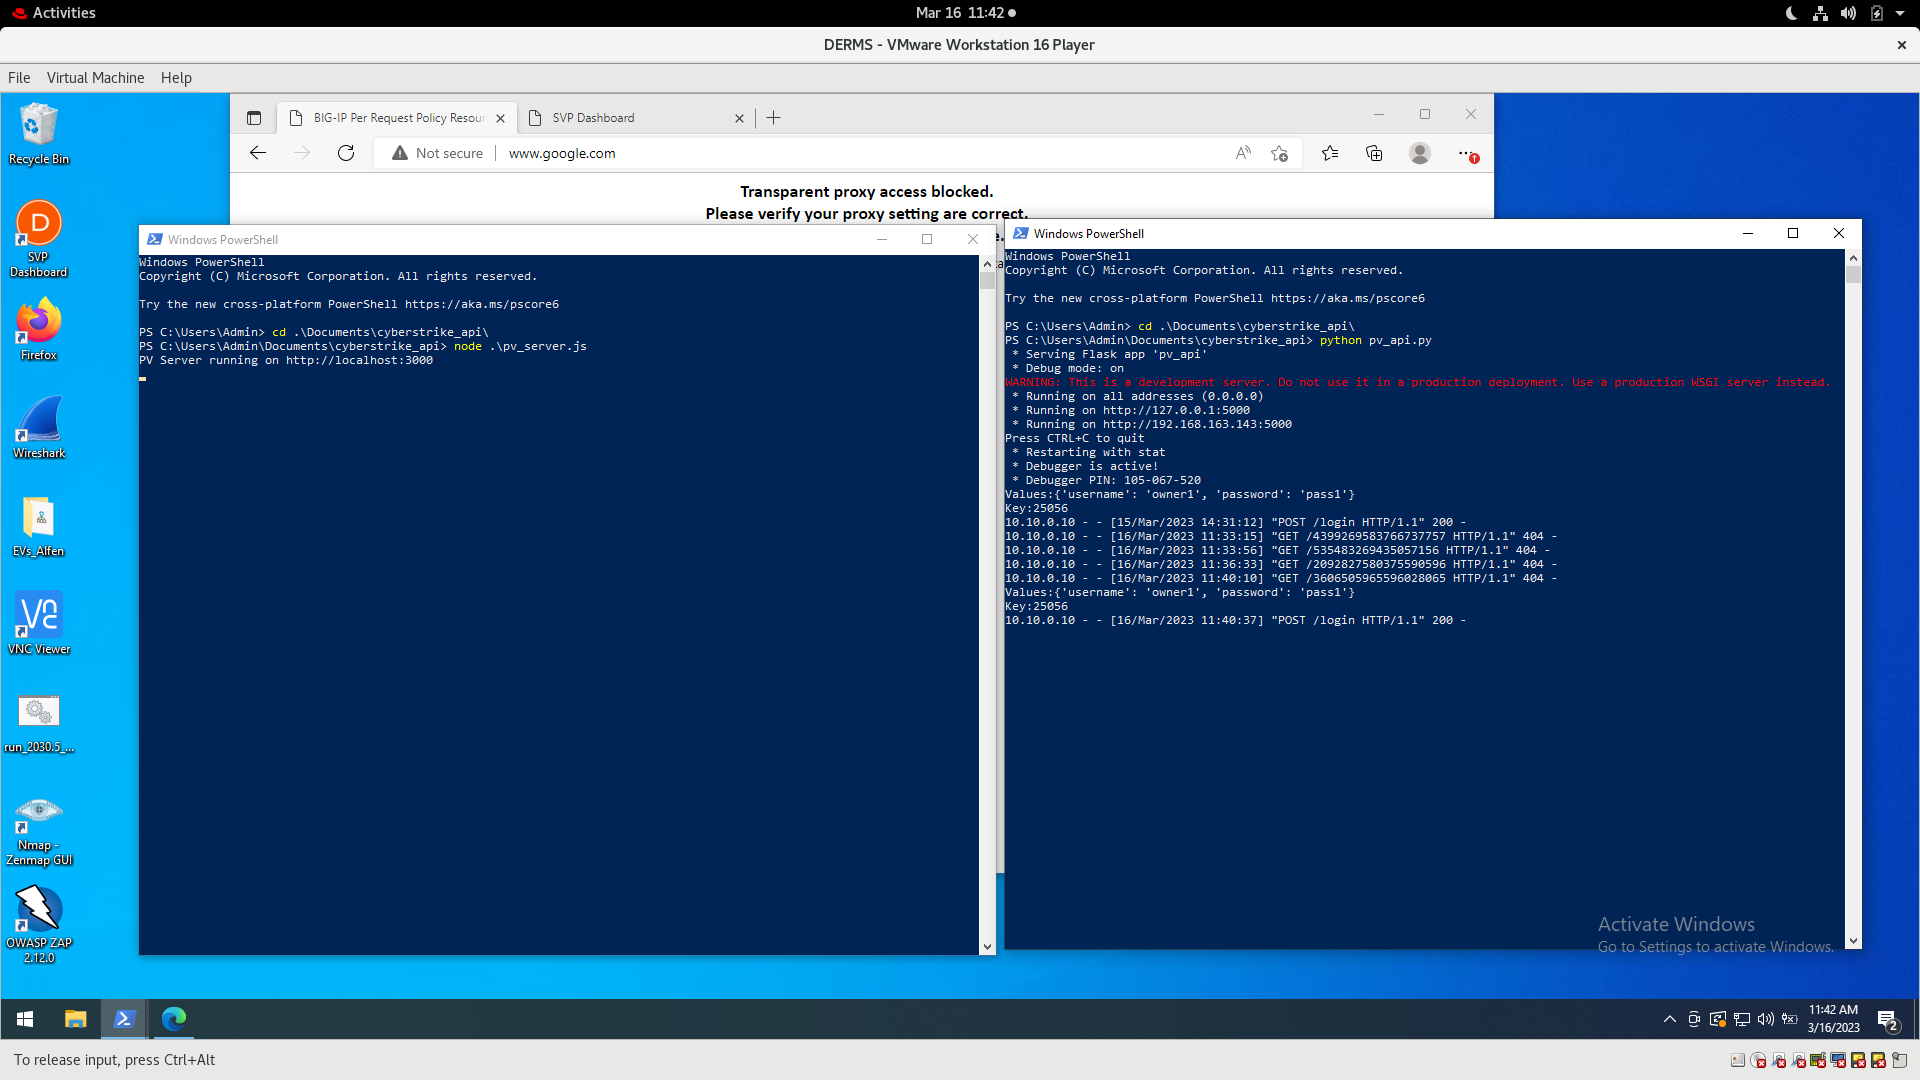 Activities
Mar 16 11:42
DERMS - VMware Workstation 16 Player
File Virtual Machine Help
BIG-IP Per Request Policy Resour
SVP Dashboard
Not secure
www.google.com
Transparent proxy access blocked.
Please verify your proxy setting are correct.
Recycle Bin
SVP Dashboard
Firefox
Wireshark
EVs_Alfen
VNC Viewer
run_2030.5_...
Nmap - Zenmap GUI
OWASP ZAP 2.12.0
Windows PowerShell
Windows PowerShell
Copyright (C) Microsoft Corporation. All rights reserved.
Try the new cross-platform PowerShell https://aka.ms/pscore6
PS C:\Users\Admin> cd .\Documents\cyberstrike_api\
PS C:\Users\Admin\Documents\cyberstrike_api> node .\pv_server.js
PV Server running on http://localhost:3000
Windows PowerShell
Windows PowerShell
Copyright (C) Microsoft Corporation. All rights reserved.
Try the new cross-platform PowerShell https://aka.ms/pscore6
PS C:\Users\Admin> cd .\Documents\cyberstrike_api\
PS C:\Users\Admin\Documents\cyberstrike_api> python pv_api.py
* Serving Flask app 'pv_api'
* Debug mode: on
WARNING: This is a development server. Do not use it in a production deployment. Use a production WSGI server instead.
* Running on all addresses (0.0.0.0)
* Running on http://127.0.0.1:5000
* Running on http://192.168.163.143:5000
Press CTRL+C to quit
* Restarting with stat
* Debugger is active!
* Debugger PIN: 105-067-520
Values:{'username': 'owner1', 'password': 'pass1'}
Key:25056
10.10.0.10 - - [15/Mar/2023 14:31:12] "POST /login HTTP/1.1" 200 -
10.10.0.10 - - [16/Mar/2023 11:33:15] "GET /4399269583766737757 HTTP/1.1" 404 -
10.10.0.10 - - [16/Mar/2023 11:33:56] "GET /535483269435057156 HTTP/1.1" 404 -
10.10.0.10 - - [16/Mar/2023 11:36:33] "GET /2092827580375590596 HTTP/1.1" 404 -
10.10.0.10 - - [16/Mar/2023 11:40:10] "GET /3606505965596028065 HTTP/1.1" 404 -
Values:{'username': 'owner1', 'password': 'pass1'}
Key:25056
10.10.0.10 - - [16/Mar/2023 11:40:37] "POST /login HTTP/1.1" 200 -
Activate Windows
Go to Settings to activate Windows.
11:42 AM
3/16/2023
2
To release input, press Ctrl+Alt